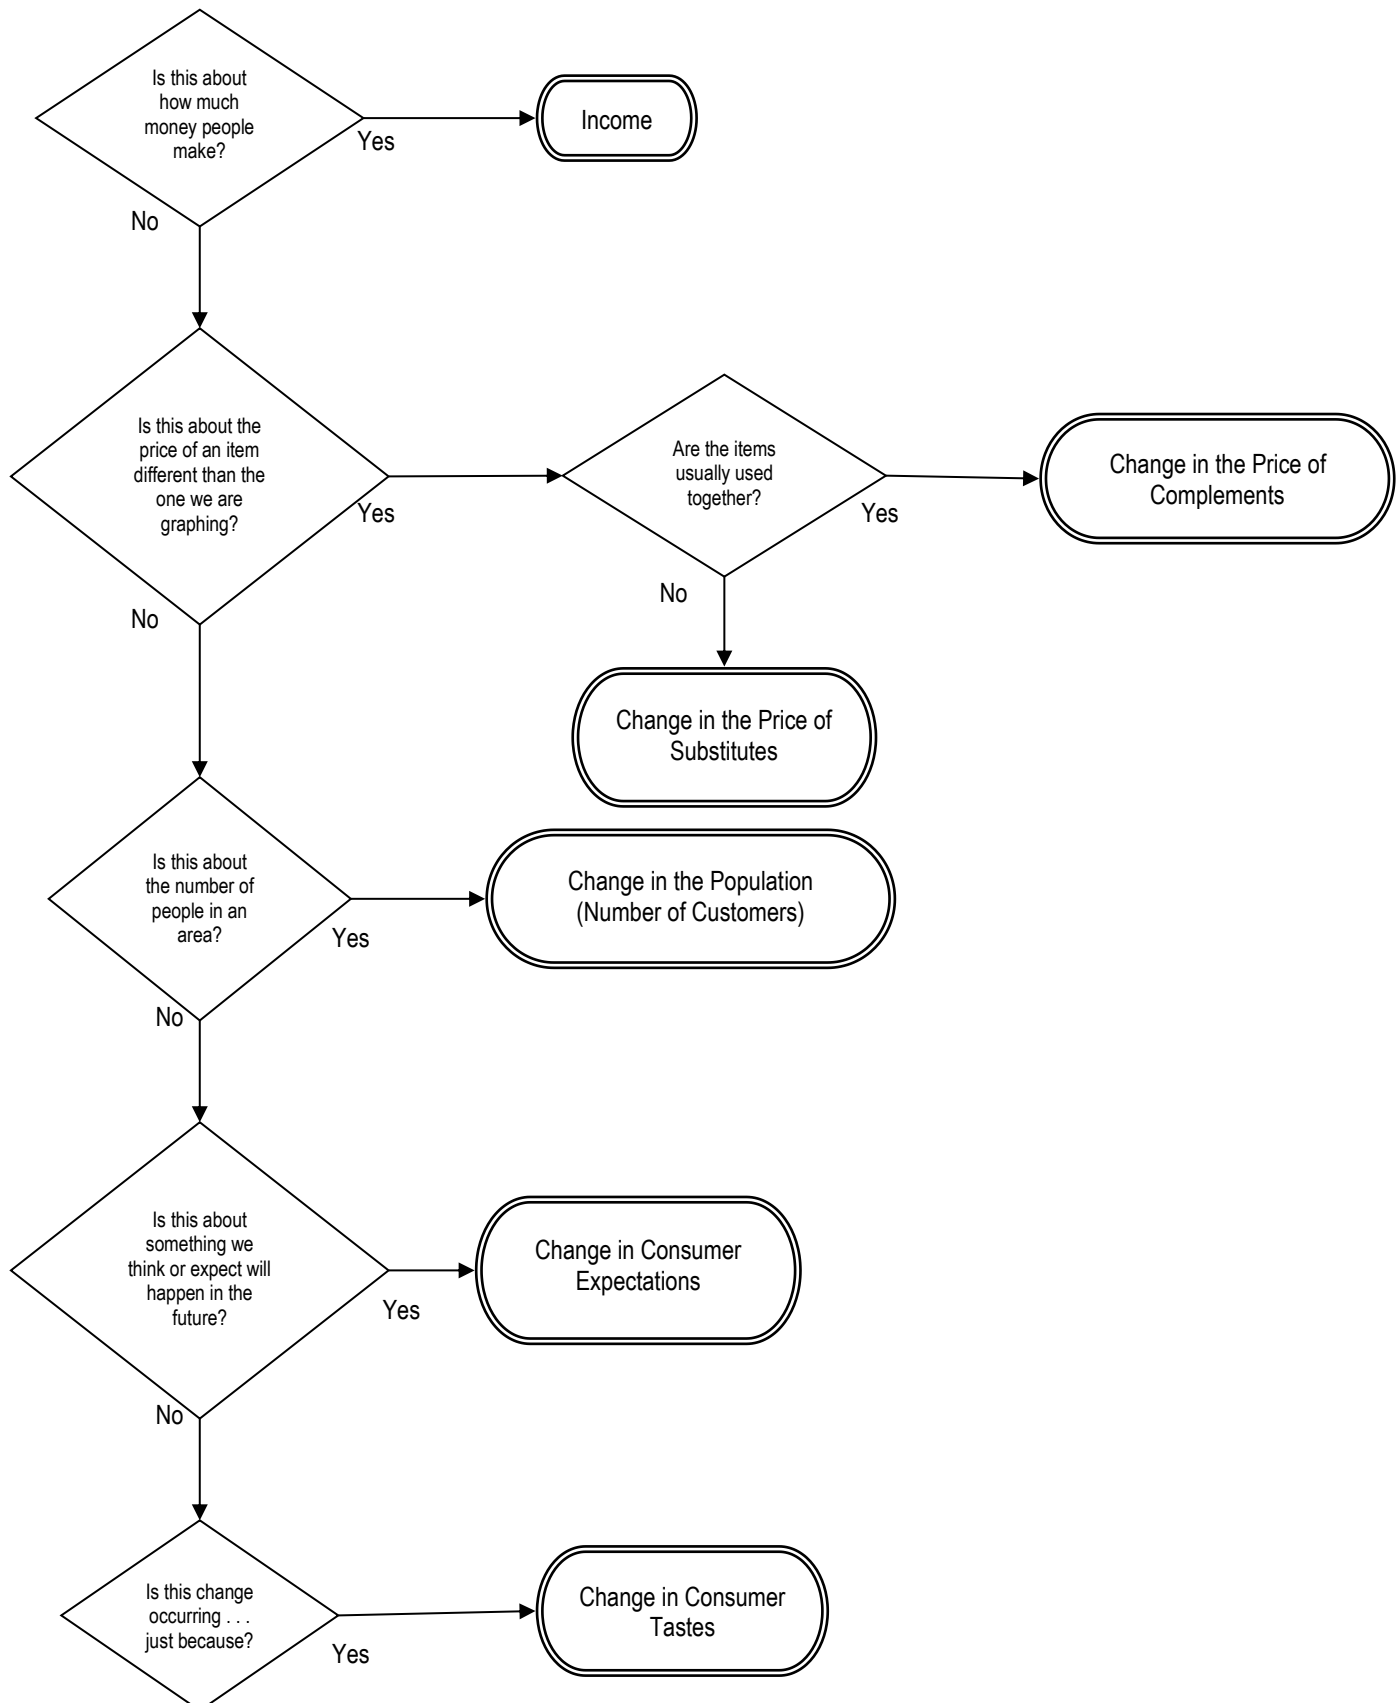 Is this about
how much
money people
make?
Yes
Income
No
Is this about the
price of an item
different than the
one we are
graphing?
Yes
Are the items
usually used
together?
Yes
Change in the Price of
Complements
No
Change in the Price of
Substitutes
No
Is this about
the number of
people in an
area?
Yes
Change in the Population
(Number of Customers)
No
Is this about
something we
think or expect will
happen in the
future?
Yes
Change in Consumer
Expectations
No
Is this change
occurring . . .
just because?
Yes
Change in Consumer
Tastes